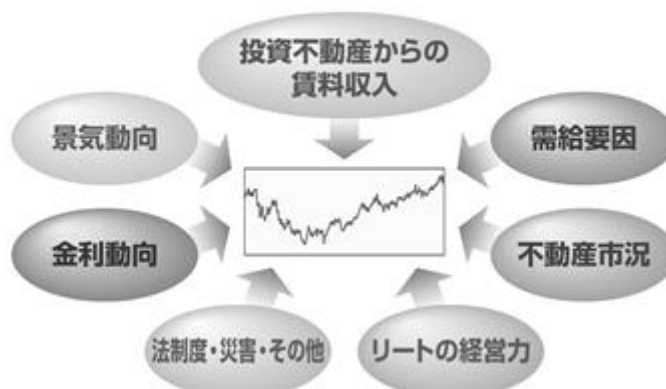 投資不動産からの
賃料収入
景気動向
需給要因
金利動向
不動産市況
法制度・災害・その他
リートの経営力